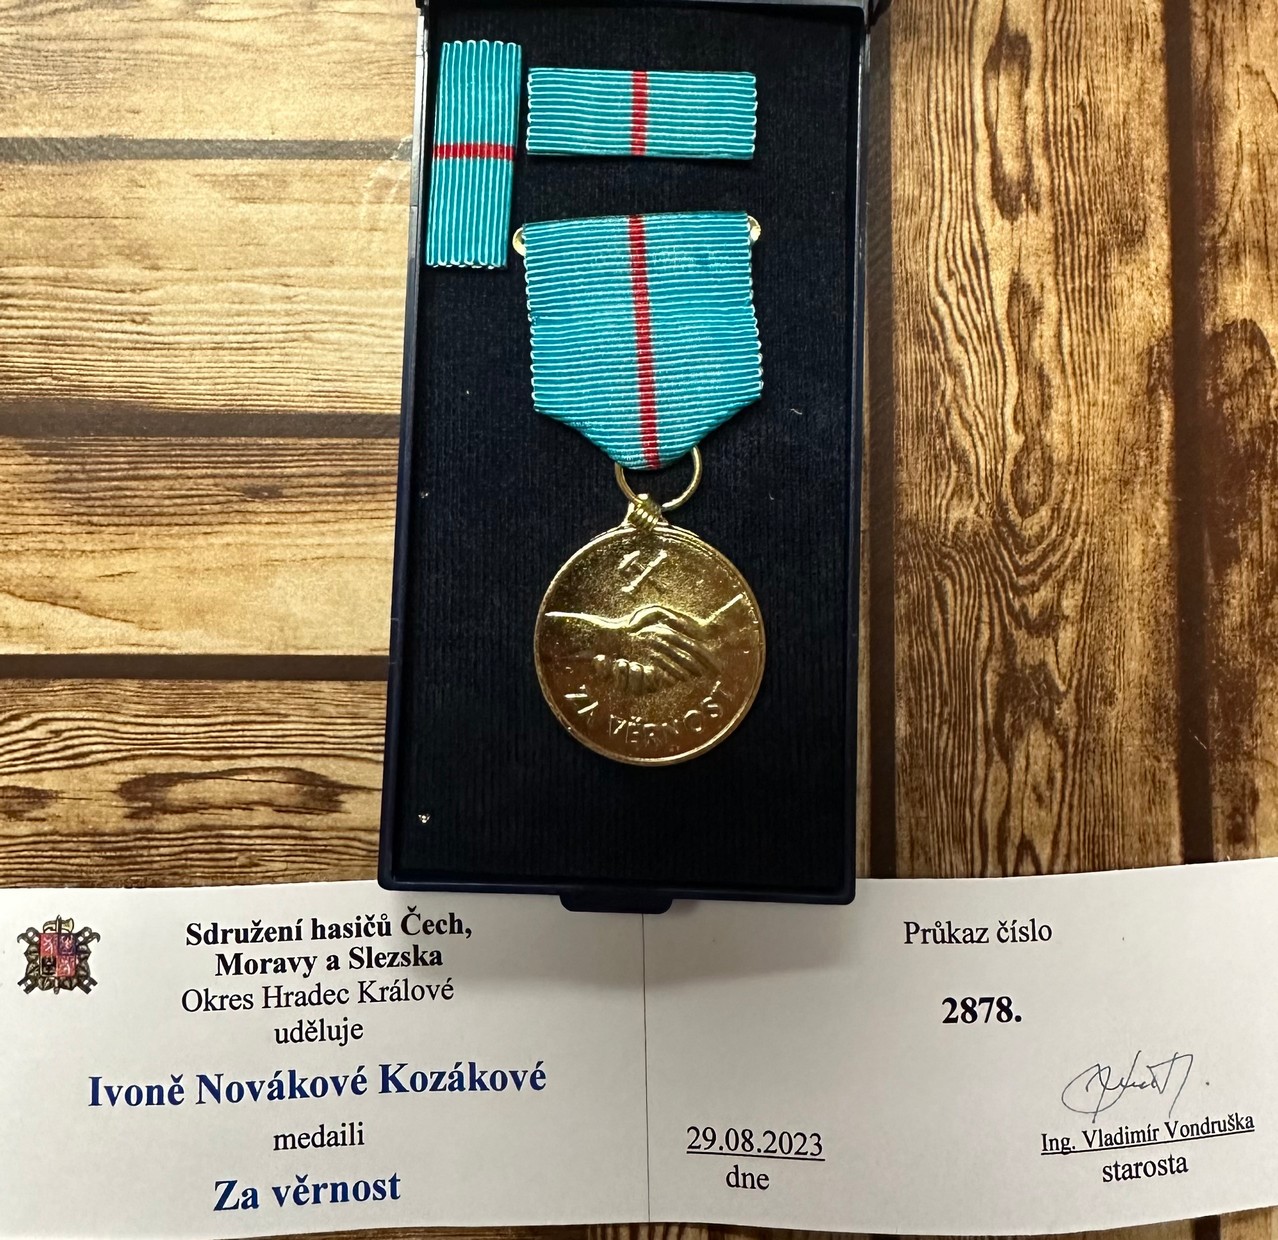 ZA VĚRNOST
Sdružení hasičů Čech,
Moravy a Slezska
Okres Hradec Králové
uděluje
Ivoně Novákové Kozákové
medaili
Za věrnost
Průkaz číslo
2878.
29.08.2023
dne
Ing. Vladimír Vondruška
starosta